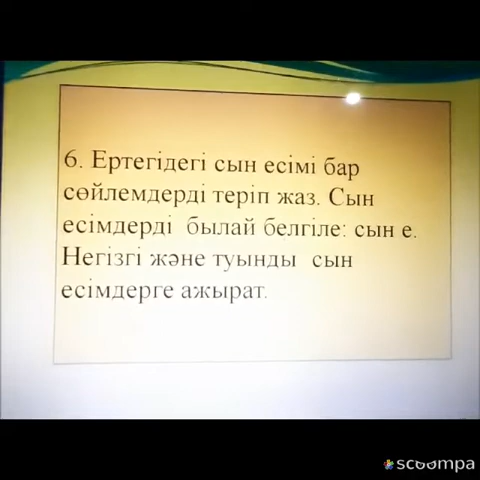 6. Ертегідегі сын есімі бар
сөйлемдерді теріп жаз. Сын
есімдерді былай белгіле: сын е.
Негізгі және туынды сын
есімдерге ажырат.
scoompa